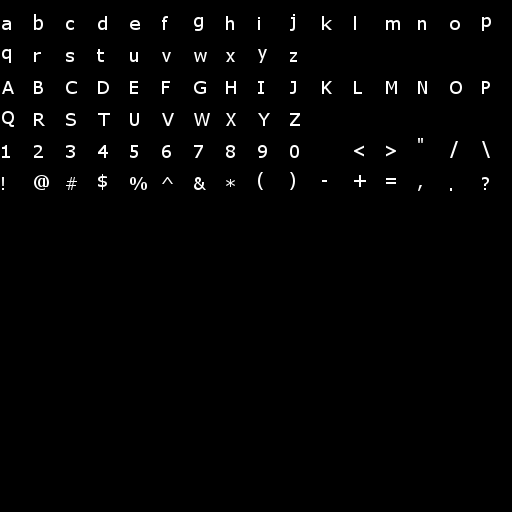 a b c d e f g h i j k l m n o p
q r s t u v w x y z
A B C D E F G H I J K L M N O P
Q R S T U V W X Y Z
1 2 3 4 5 6 7 8 9 0 < > " / \
! @ # $ % ^ & * ( ) - + = , . ?